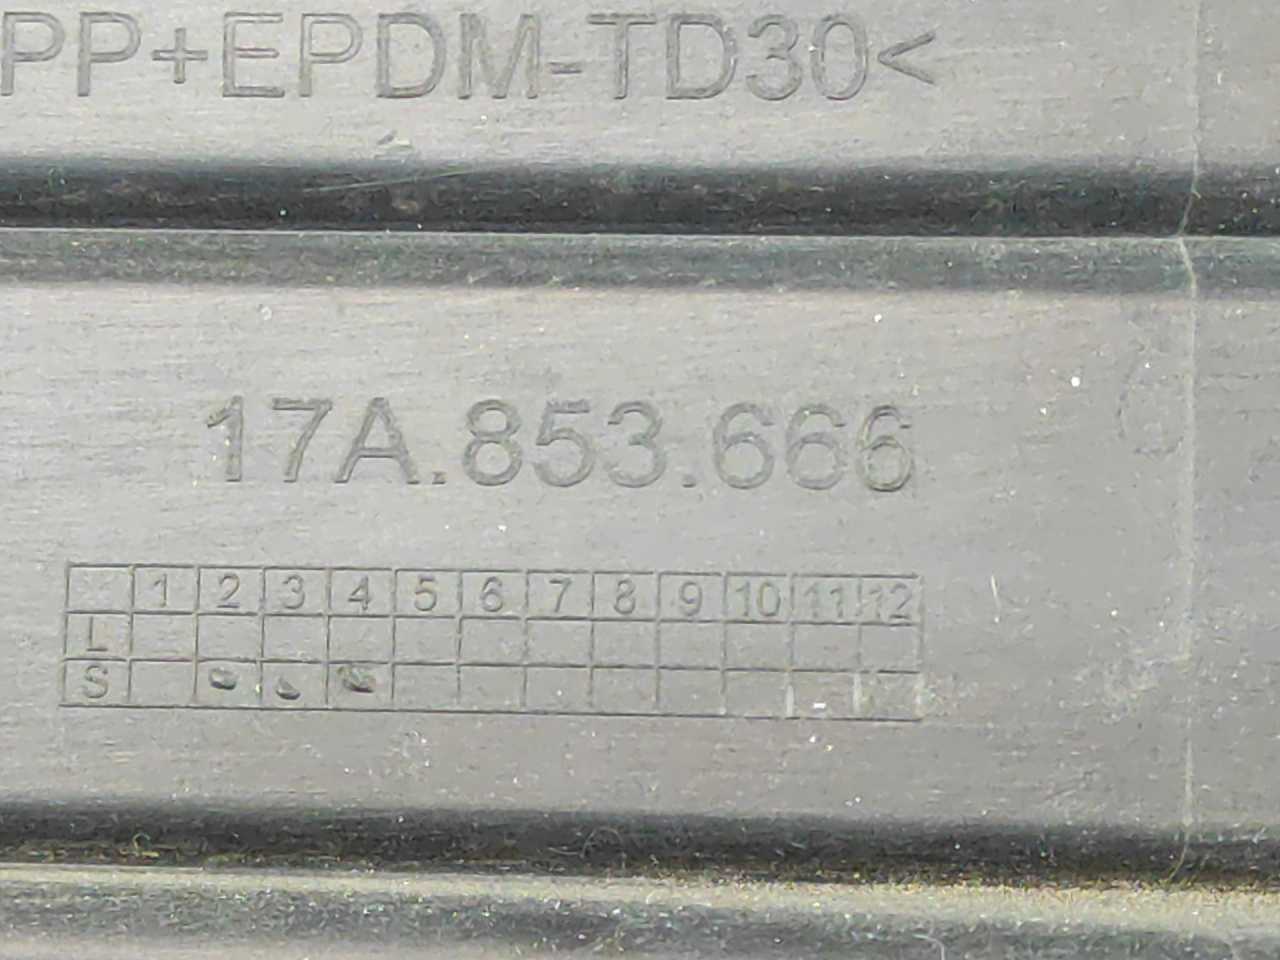 PP+EPDM-TD30<
17A.853.666
1 2 3 4 5 6 7 8 9 10 11 12
L
S